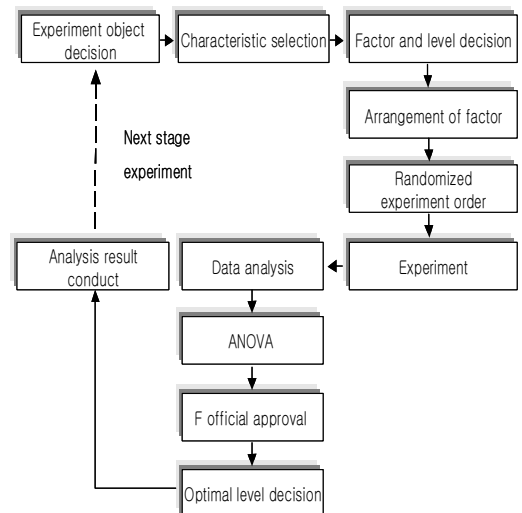 Experiment object
decision
Characteristic selection
Factor and level decision
Arrangement of factor
Next stage
experiment
Randomized
experiment order
Analysis result
conduct
Data analysis
Experiment
ANOVA
F official approval
Optimal level decision